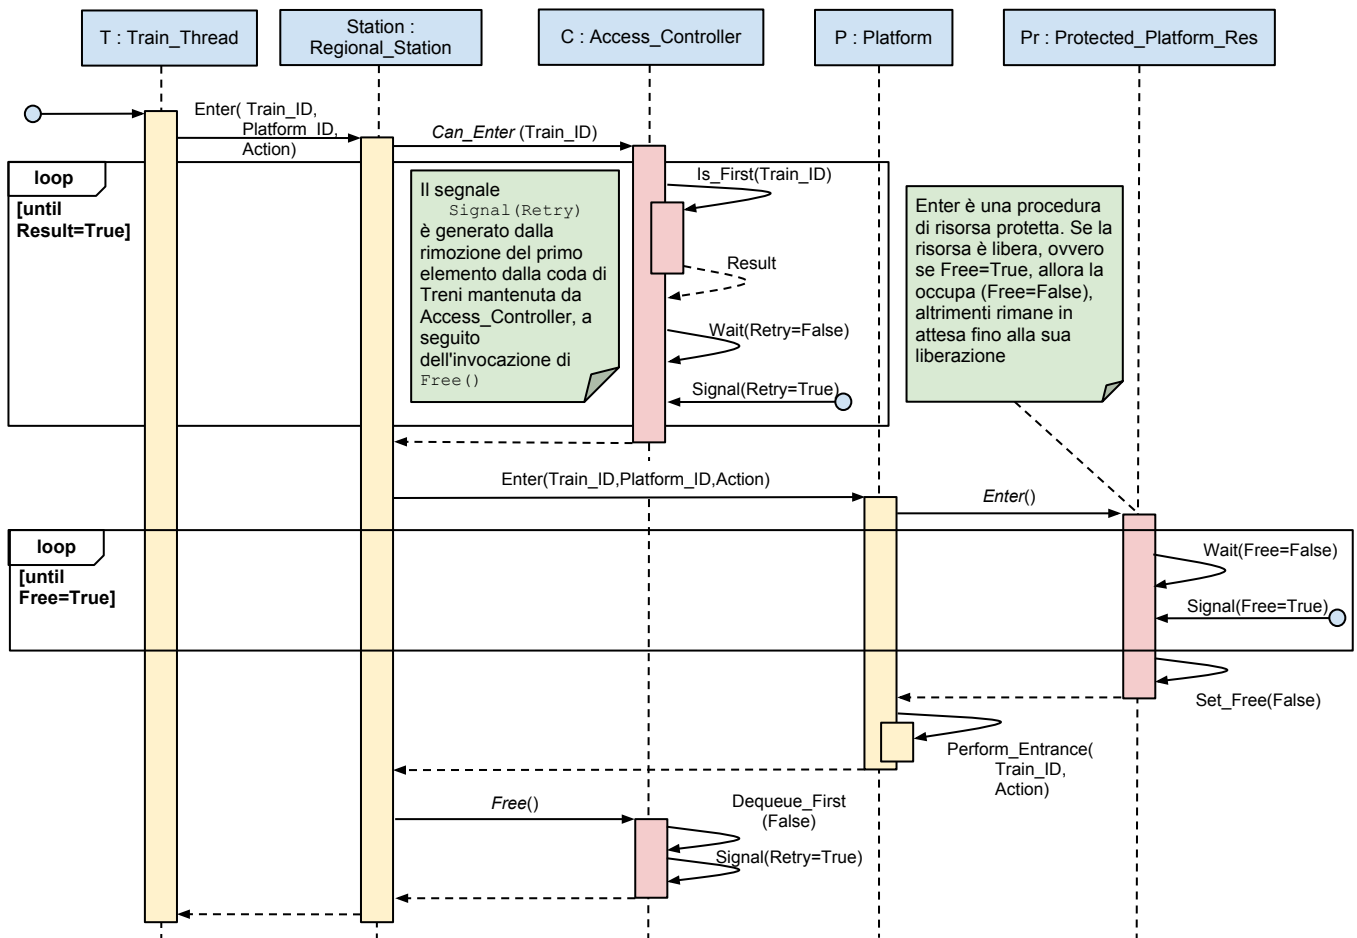 T : Train_Thread
Station :
Regional_Station
C : Access_Controller
P : Platform
Pr : Protected_Platform_Res
Enter( Train_ID,
Platform_ID,
Action)
Can_Enter (Train_ID)
loop
[until
Result=True]
Il segnale
Signal(Retry)
è generato dalla
rimozione del primo
elemento dalla coda di
Treni mantenuta da
Access_Controller, a
seguito
dell'invocazione di
Free()
Is_First(Train_ID)
Result
Wait(Retry=False)
Signal(Retry=True)
Enter è una procedura
di risorsa protetta. Se la
risorsa è libera, ovvero
se Free=True, allora la
occupa (Free=False),
altrimenti rimane in
attesa fino alla sua
liberazione
Enter(Train_ID,Platform_ID,Action)
Enter()
loop
[until
Free=True]
Wait(Free=False)
Signal(Free=True)
Set_Free(False)
Perform_Entrance(
Train_ID,
Action)
Free()
Dequeue_First
(False)
Signal(Retry=True)